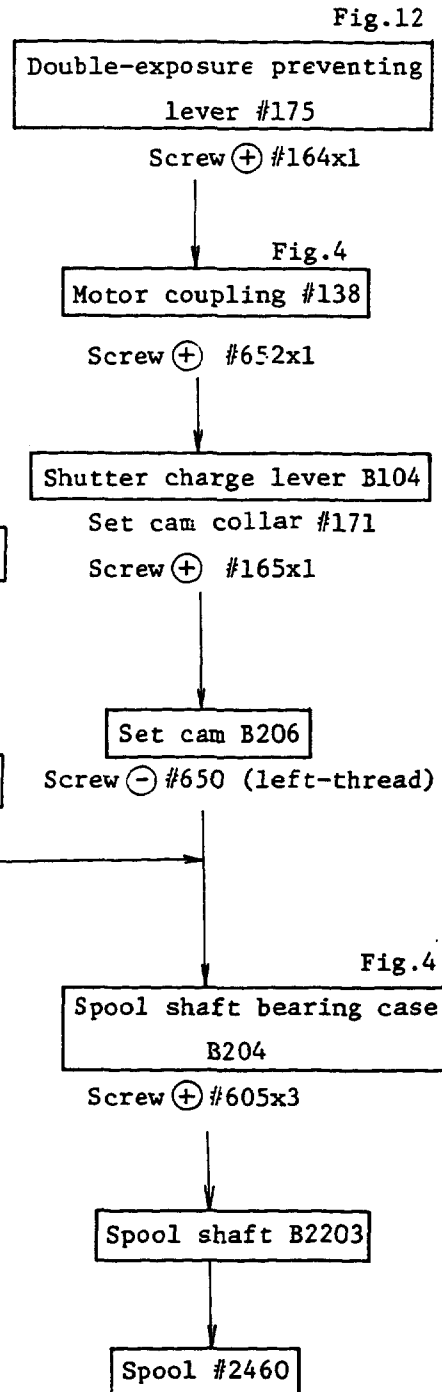 Fig.12
Double-exposure preventing
lever #175
Screw ⊕ #164x1
Fig.4
Motor coupling #138
Screw ⊕ #652x1
Shutter charge lever B104
Set cam collar #171
Screw ⊕ #165x1
Set cam B206
Screw ⊖ #650 (left-thread)
Fig.4
Spool shaft bearing case
B204
Screw ⊕ #605x3
Spool shaft B2203
Spool #2460